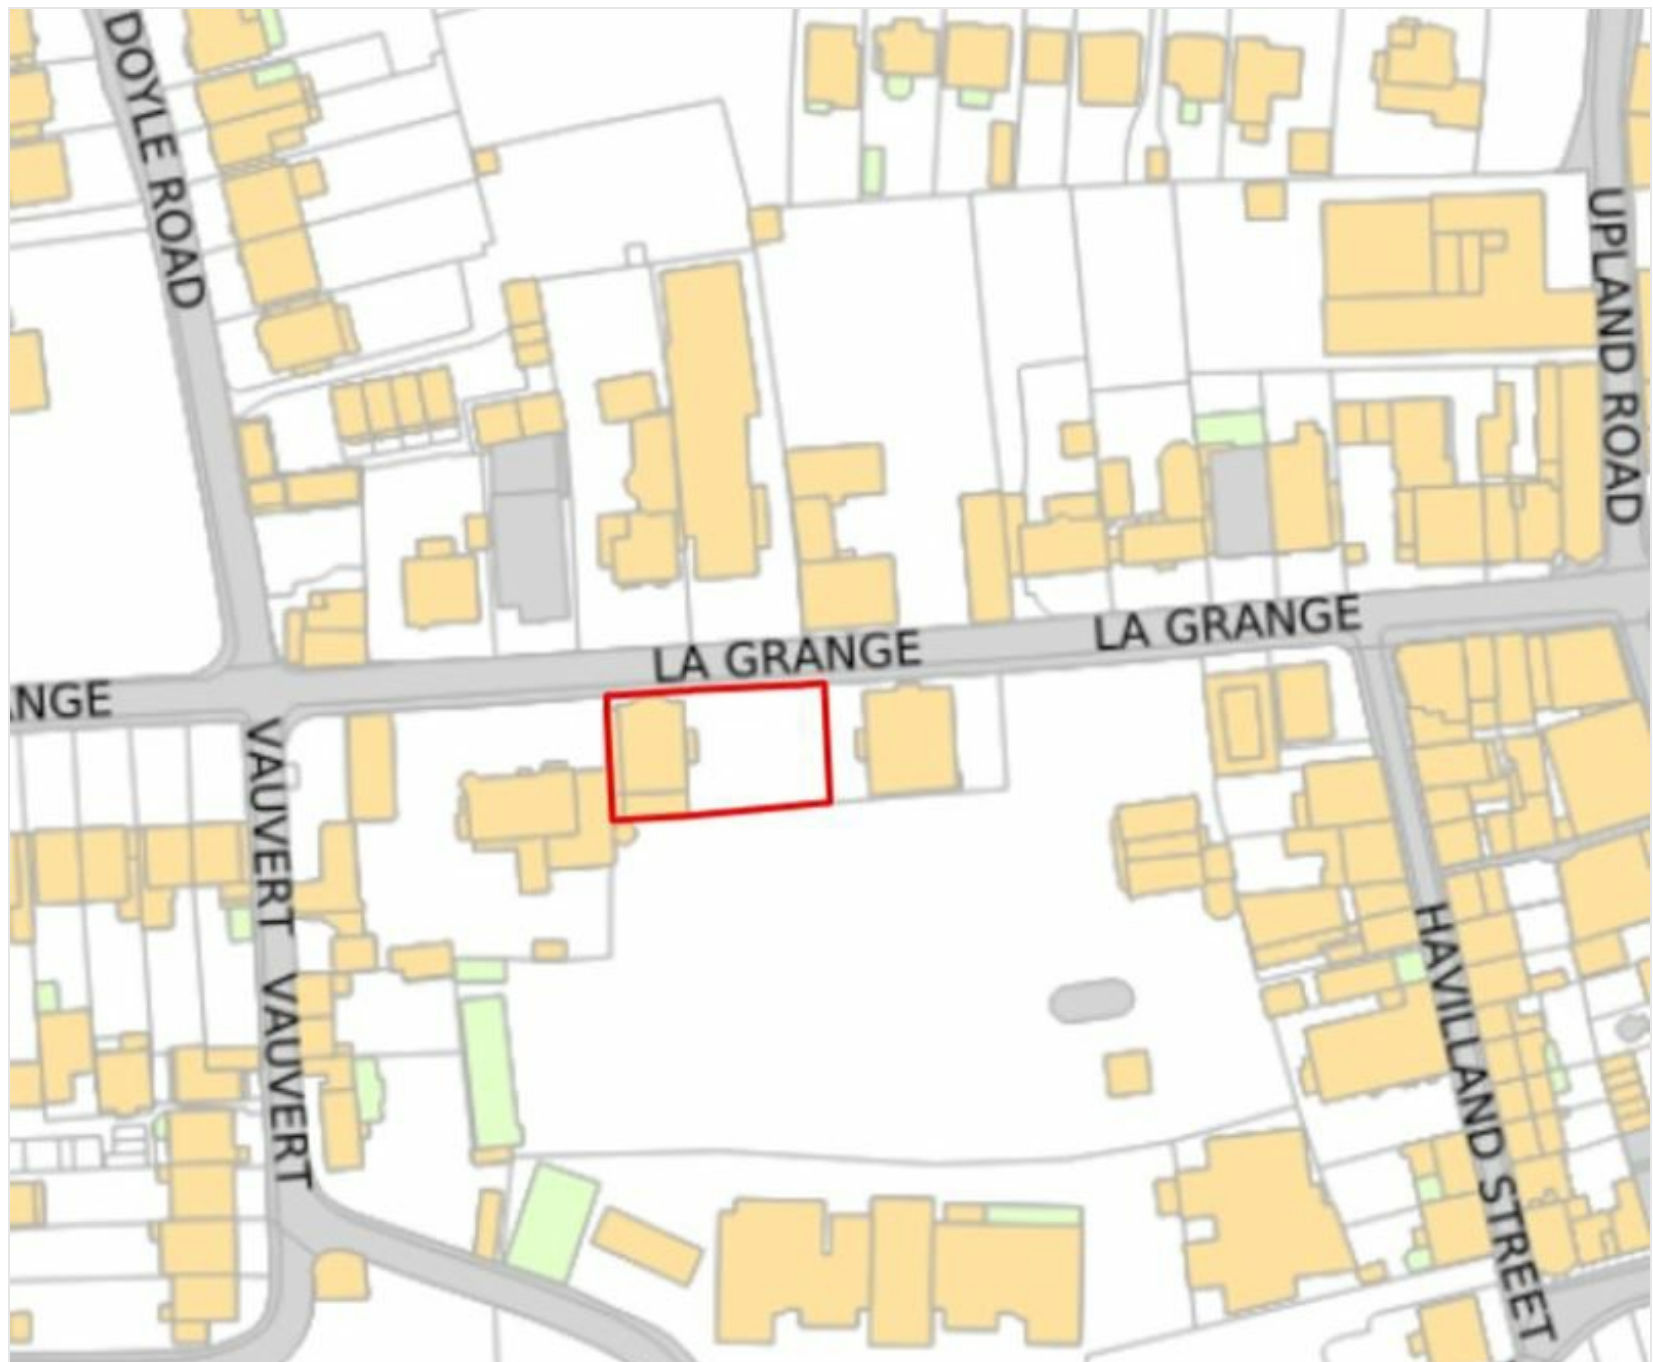 DOYLE ROAD
UPLAND ROAD
LA GRANGE
LA GRANGE
NGE
VAUVERT
VAUVERT
HAVILLAND STREET